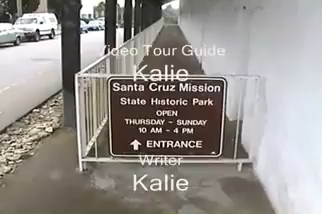 Video Tour Guide
Kalie
Santa Cruz Mission
State Historic Park
OPEN
THURSDAY - SUNDAY
10 AM - 4 PM
ENTRANCE
Writer
Kalie